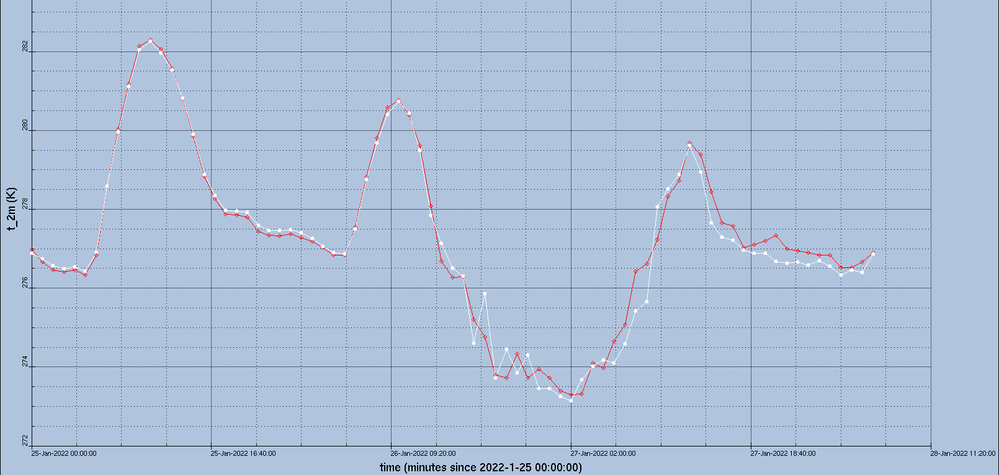 282
280
278
276
274
272
t_2m (K)
25-Jan-2022 00:00:00
25-Jan-2022 16:40:00
26-Jan-2022 09:20:00
27-Jan-2022 02:00:00
27-Jan-2022 18:40:00
28-Jan-2022 11:20:00
time (minutes since 2022-1-25 00:00:00)